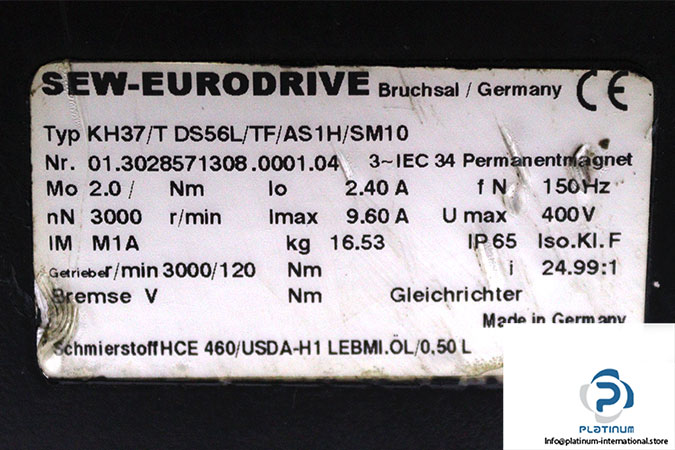 SEW-EURODRIVE Bruchsal / Germany CE
Typ KH37/T DS56L/TF/AS1H/SM10
Nr. 01.3028571308.0001.04 3~IEC 34 Permanentmagnet
Mo 2.0/ Nm Io 2.40 A f N 150Hz
nN 3000 r/min Imax 9.60 A U max 400V
IM M1A kg 16.53 IP 65 Iso.Kl.F
Getriebe r/min 3000/120 Nm i 24.99:1
Bremse V Nm Gleichrichter
Made in Germany
Schmierstoff HCE 460/USDA-H1 LEBMI.ÖL/0,50 L
PLATINUM
Info@platinum-international.store